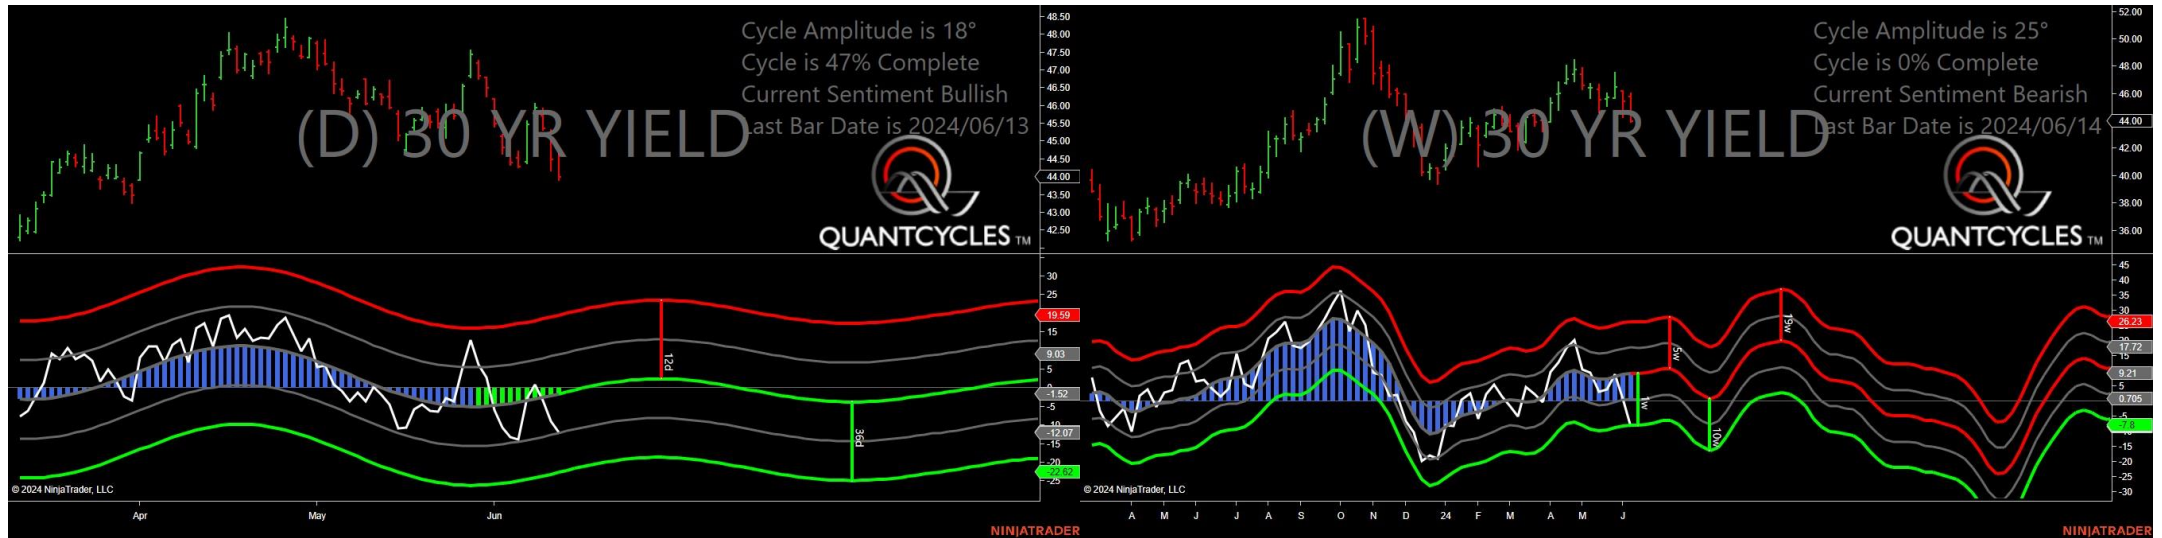 Cycle Amplitude is 18°
Cycle is 47% Complete
Current Sentiment Bullish
Last Bar Date is 2024/06/13
(D) 30 YR YIELD
QUANTCYCLES TM
48.50
48.00
47.50
47.00
46.50
46.00
45.50
45.00
44.50
44.00
43.50
43.00
42.50
30
25
19.59
15
9.03
5
-1.52
-5
-12.07
-15
-20
-22.62
-25
12d
36d
© 2024 NinjaTrader, LLC
Apr
May
Jun
NINJATRADER
Cycle Amplitude is 25°
Cycle is 0% Complete
Current Sentiment Bearish
Last Bar Date is 2024/06/14
(W) 30 YR YIELD
QUANTCYCLES TM
52.00
50.00
48.00
46.00
44.00
42.00
40.00
38.00
36.00
45
40
35
30
26.23
17.72
9.21
5
0.705
-5
-7.8
-15
-20
-25
-30
1w
5w
10w
19w
© 2024 NinjaTrader, LLC
A M J J A S O N D 24 F M A M J
NINJATRADER